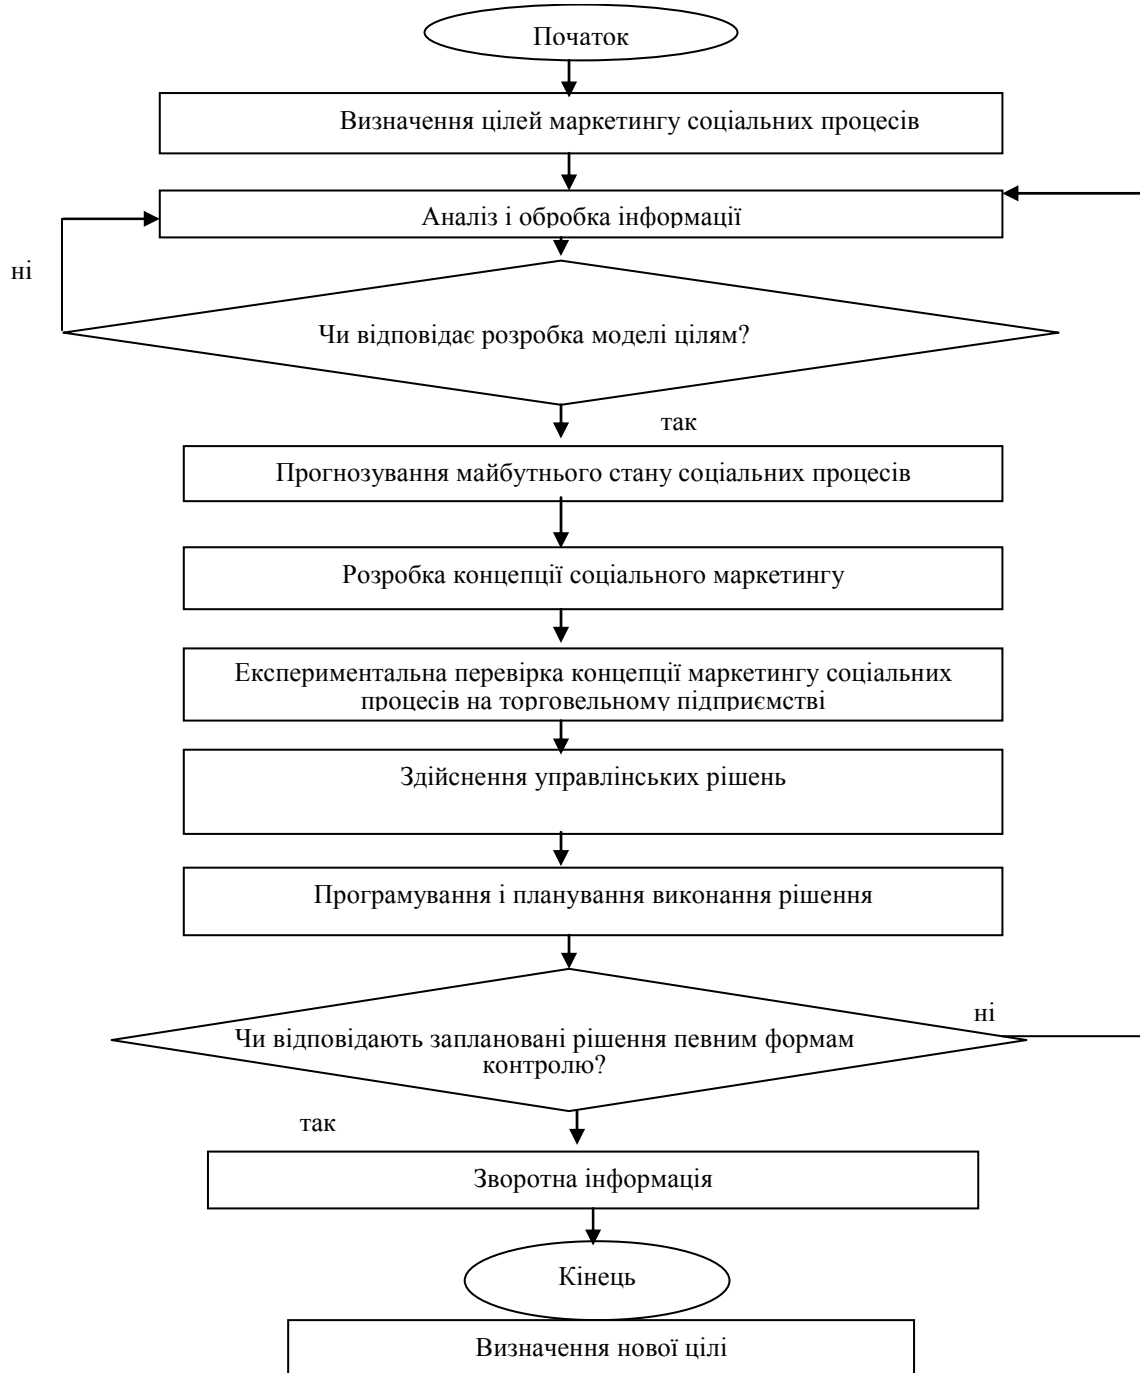 Початок
Визначення цілей маркетингу соціальних процесів
Аналіз і обробка інформації
ні
Чи відповідає розробка моделі цілям?
так
Прогнозування майбутнього стану соціальних процесів
Розробка концепції соціального маркетингу
Експериментальна перевірка концепції маркетингу соціальних
процесів на торговельному підприємстві
Здійснення управлінських рішень
Програмування і планування виконання рішення
ні
Чи відповідають заплановані рішення певним формам
контролю?
так
Зворотна інформація
Кінець
Визначення нової цілі